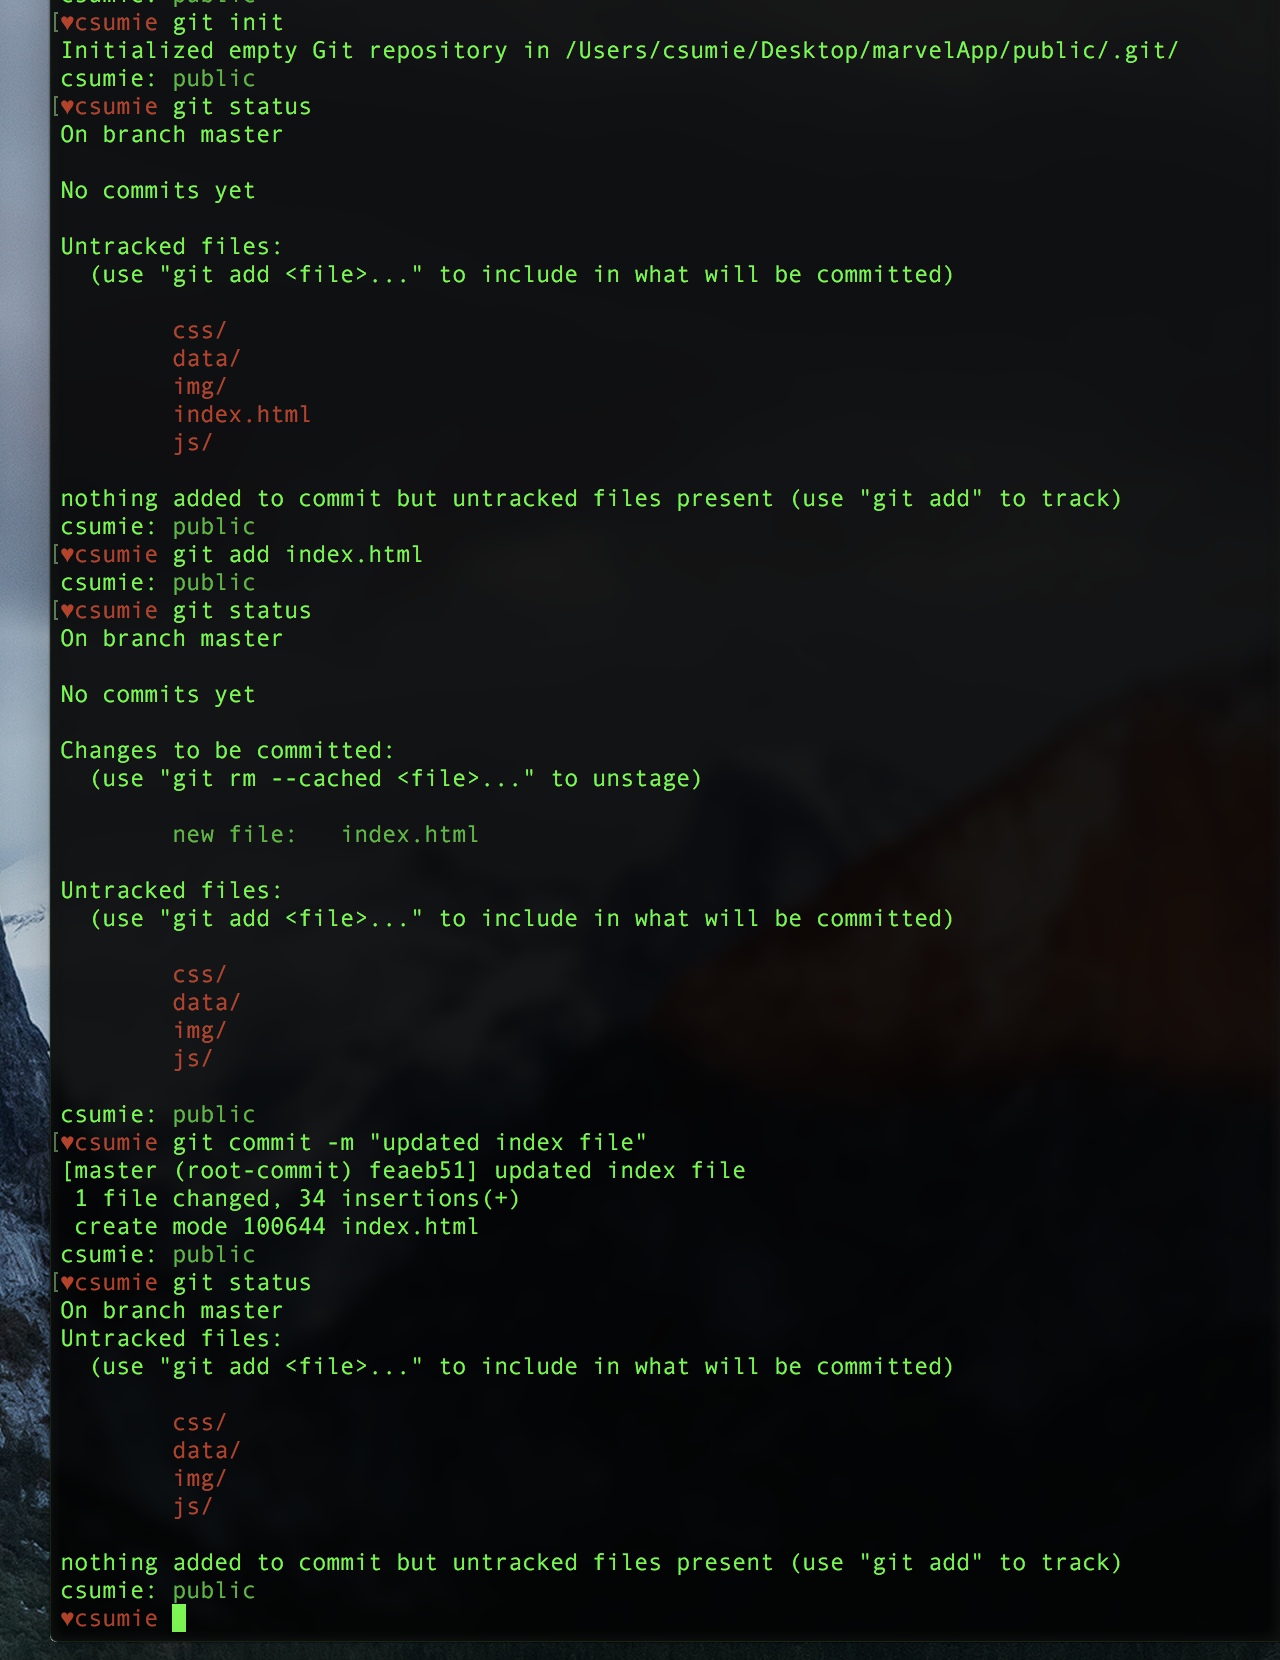 csumie: public
[♥csumie git init
Initialized empty Git repository in /Users/csumie/Desktop/marvelApp/public/.git/
csumie: public
[♥csumie git status
On branch master
No commits yet
Untracked files:
(use "git add <file>..." to include in what will be committed)
css/
data/
img/
index.html
js/
nothing added to commit but untracked files present (use "git add" to track)
csumie: public
[♥csumie git add index.html
csumie: public
[♥csumie git status
On branch master
No commits yet
Changes to be committed:
(use "git rm --cached <file>..." to unstage)
new file:   index.html
Untracked files:
(use "git add <file>..." to include in what will be committed)
css/
data/
img/
js/
csumie: public
[♥csumie git commit -m "updated index file"
[master (root-commit) feaeb51] updated index file
1 file changed, 34 insertions(+)
create mode 100644 index.html
csumie: public
[♥csumie git status
On branch master
Untracked files:
(use "git add <file>..." to include in what will be committed)
css/
data/
img/
js/
nothing added to commit but untracked files present (use "git add" to track)
csumie: public
♥csumie